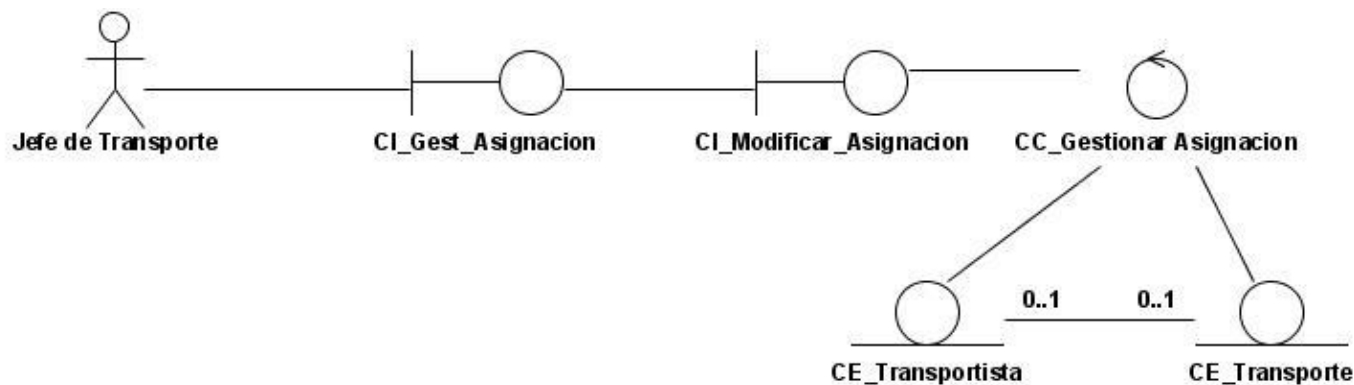 Jefe de Transporte
CI_Gest_Asignacion
CI_Modificar_Asignacion
CC_Gestionar Asignacion
0..1
0..1
CE_Transportista
CE_Transporte